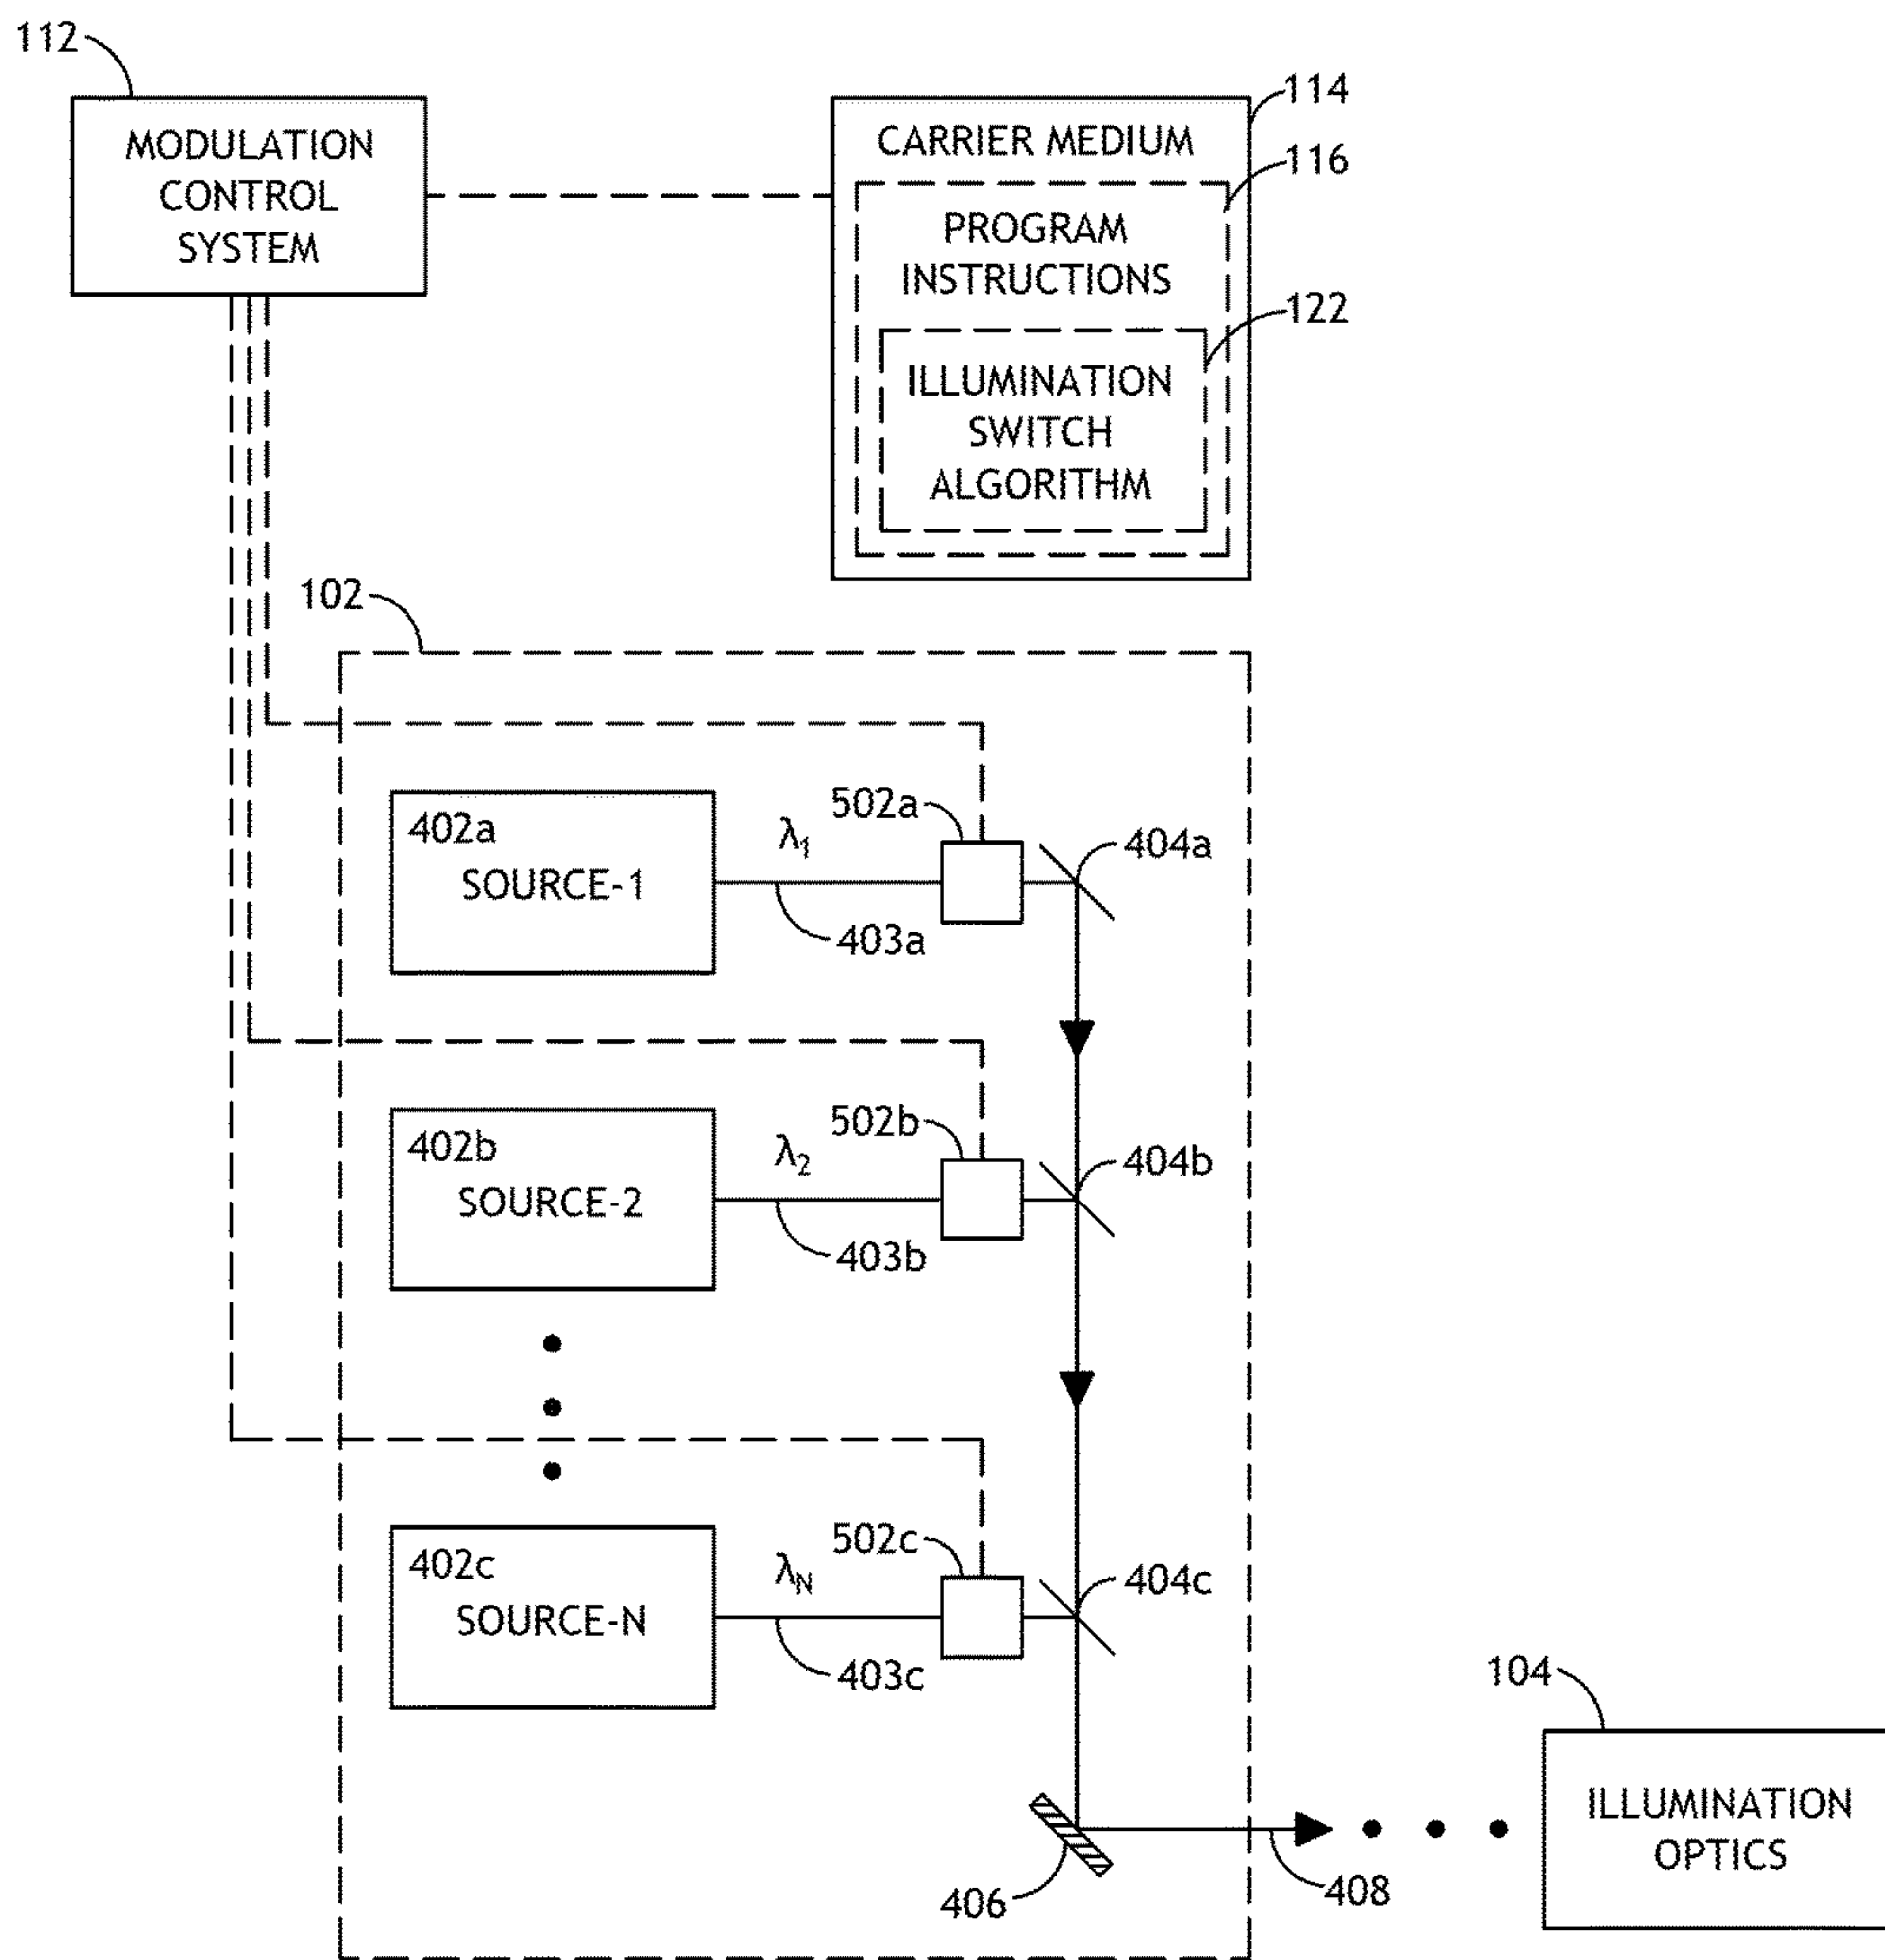 112
MODULATION
CONTROL
SYSTEM
114
CARRIER MEDIUM
116
PROGRAM
INSTRUCTIONS
122
ILLUMINATION
SWITCH
ALGORITHM
102
402a
SOURCE-1
λ1
502a
404a
403a
402b
SOURCE-2
λ2
502b
404b
403b
402c
SOURCE-N
λN
502c
404c
403c
104
ILLUMINATION
OPTICS
406
408